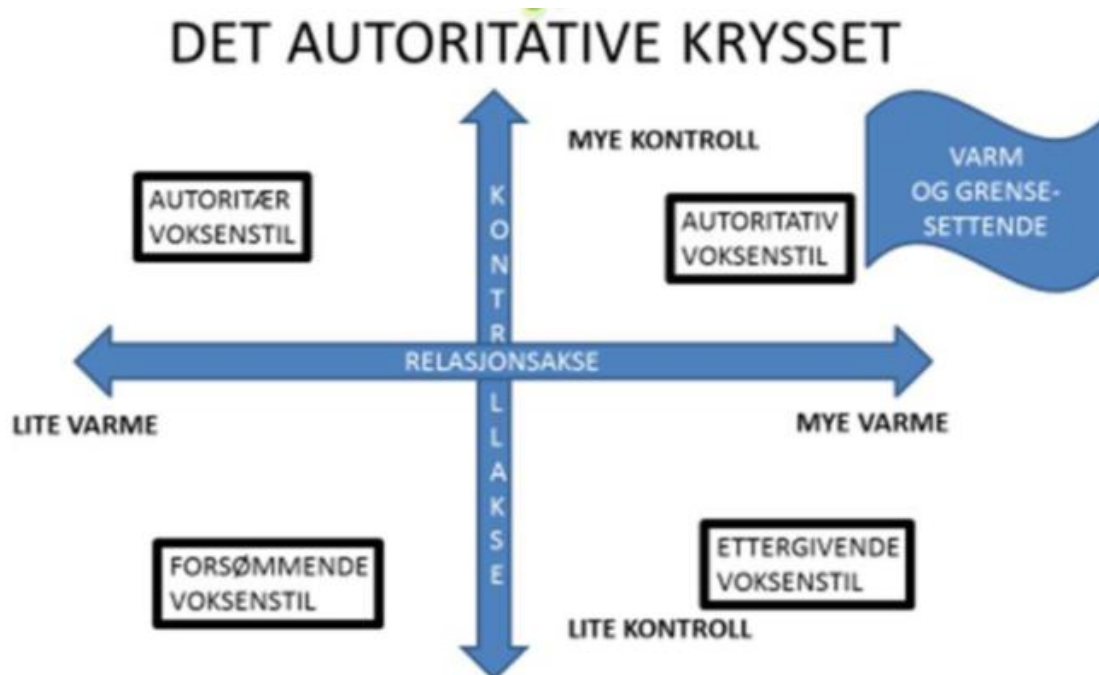 DET AUTORITATIVE KRYSSET
MYE KONTROLL
VARM
OG GRENSE-
SETTENDE
AUTORITÆR
VOKSENSTIL
AUTORITATIV
VOKSENSTIL
KONTROLLAKSE
RELASJONSAKSE
LITE VARME
MYE VARME
FORSØMMENDE
VOKSENSTIL
ETTERGIVENDE
VOKSENSTIL
LITE KONTROLL